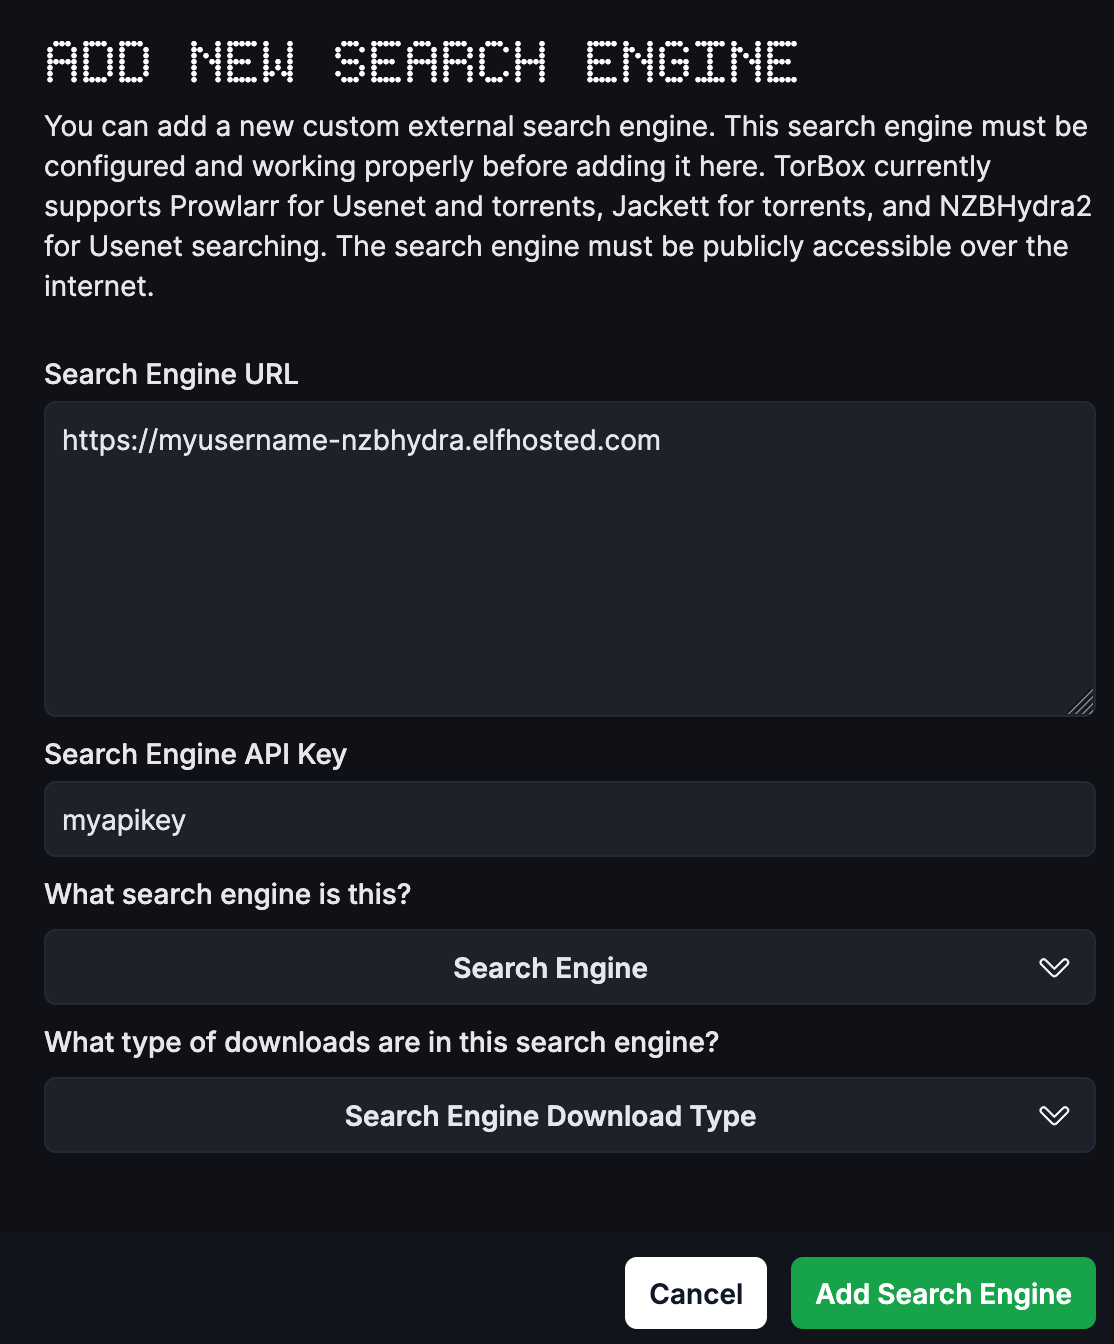 ADD NEW SEARCH ENGINE
You can add a new custom external search engine. This search engine must be
configured and working properly before adding it here. TorBox currently
supports Prowlarr for Usenet and torrents, Jackett for torrents, and NZBHydra2
for Usenet searching. The search engine must be publicly accessible over the
internet.
Search Engine URL
https://myusername-nzbhydra.elfhosted.com
Search Engine API Key
myapikey
What search engine is this?
Search Engine
What type of downloads are in this search engine?
Search Engine Download Type
Cancel
Add Search Engine